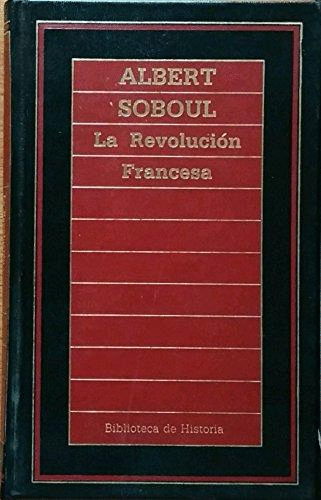 ALBERT
SOBOUL
La Revolución
Francesa
Biblioteca de Historia